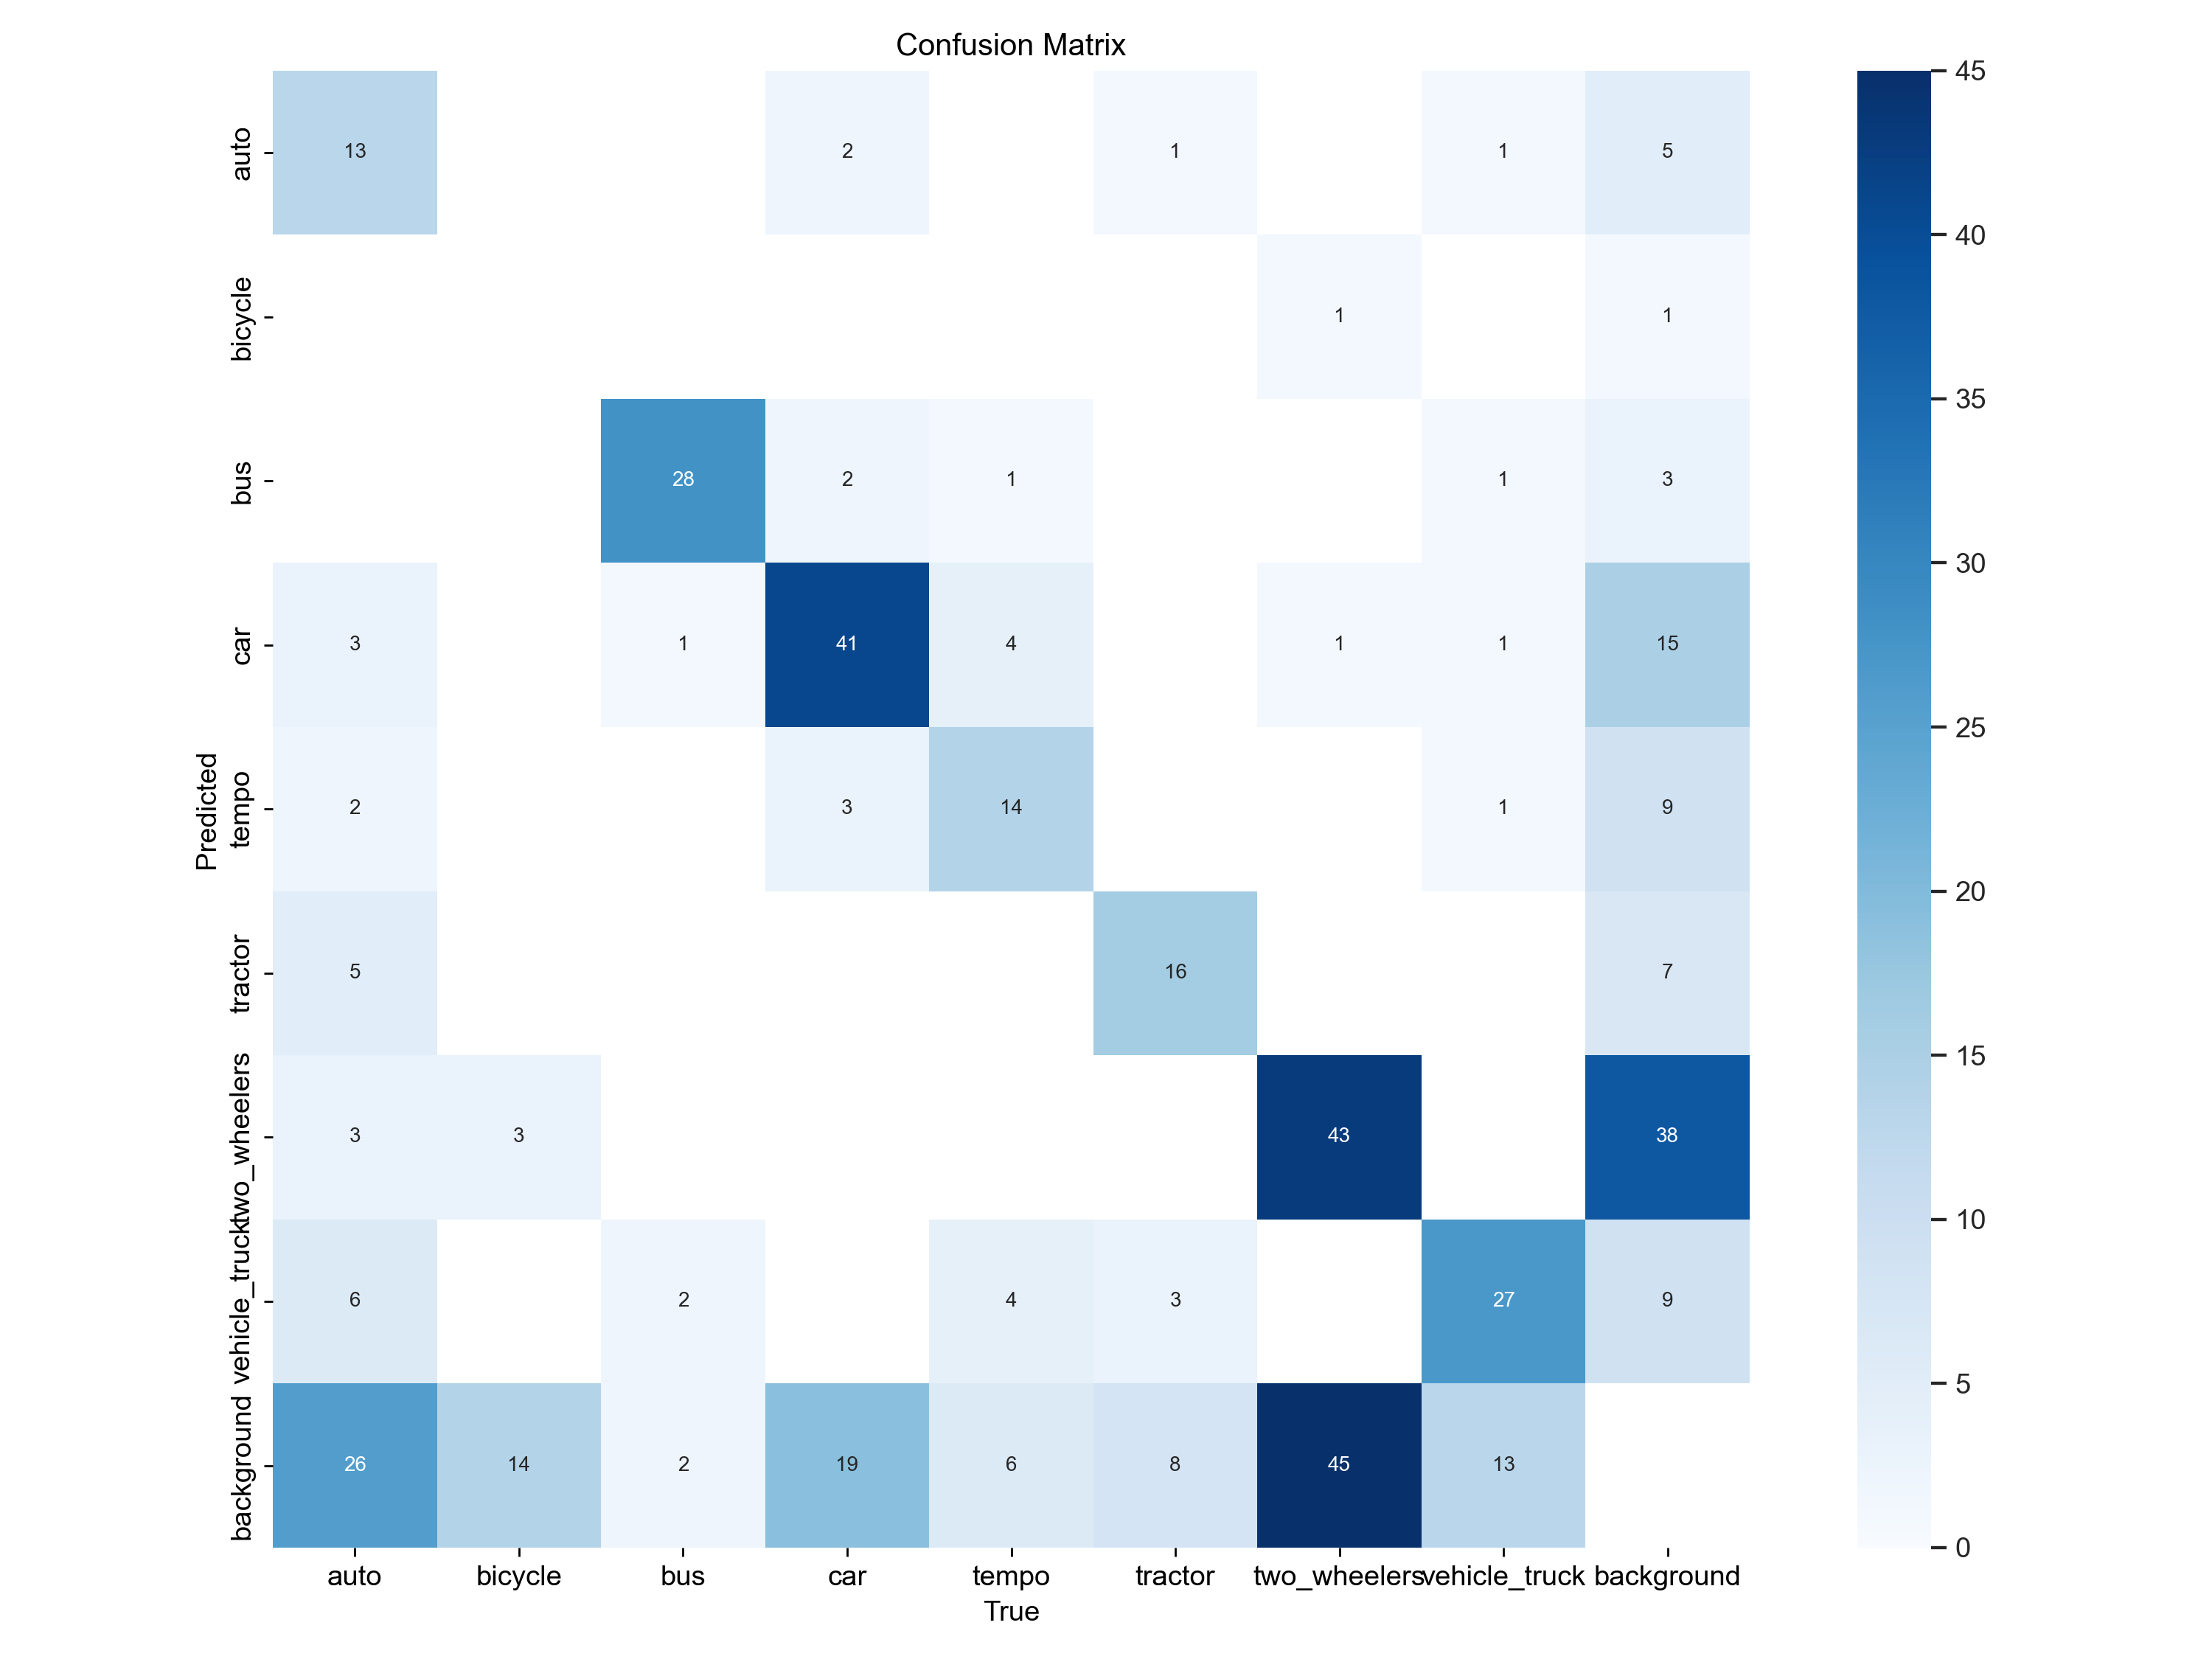 Confusion Matrix
auto 13 2 1 1 5
bicycle 1 1
bus 28 2 1 1 3
car 3 1 41 4 1 1 15
tempo 2 3 14 1 9
tractor 5 16 7
two_wheelers 3 3 43 38
vehicle_truck 6 2 4 3 27 9
background 26 14 2 19 6 8 45 13
Predicted
auto bicycle bus car tempo tractor two_wheelers vehicle_truck background
True
45
40
35
30
25
20
15
10
5
0